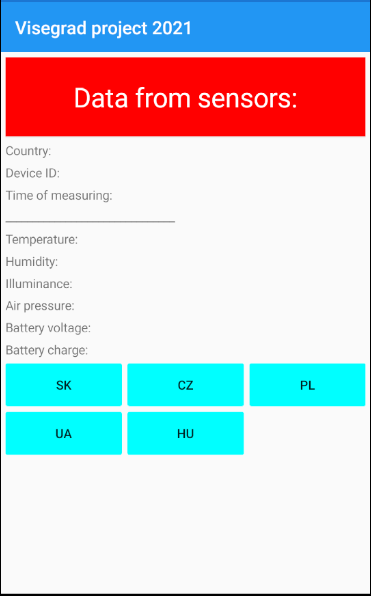 Visegrad project 2021
Data from sensors:
Country:
Device ID:
Time of measuring:
Temperature:
Humidity:
Illuminance:
Air pressure:
Battery voltage:
Battery charge:
SK CZ PL
UA HU